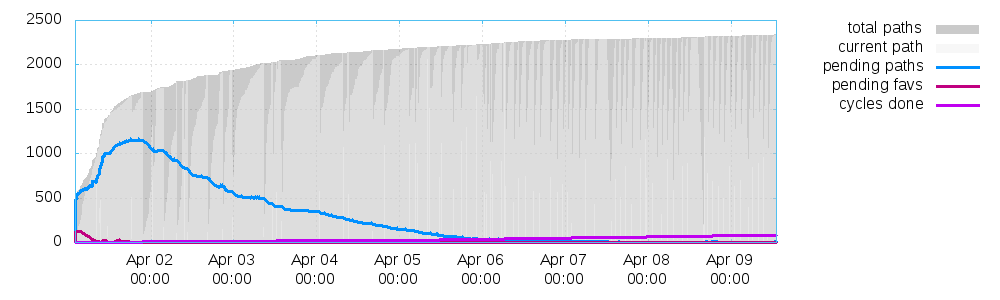 2500
2000
1500
1000
500
0
Apr 02 Apr 03 Apr 04 Apr 05 Apr 06 Apr 07 Apr 08 Apr 09
00:00 00:00 00:00 00:00 00:00 00:00 00:00 00:00
total paths
current path
pending paths
pending favs
cycles done